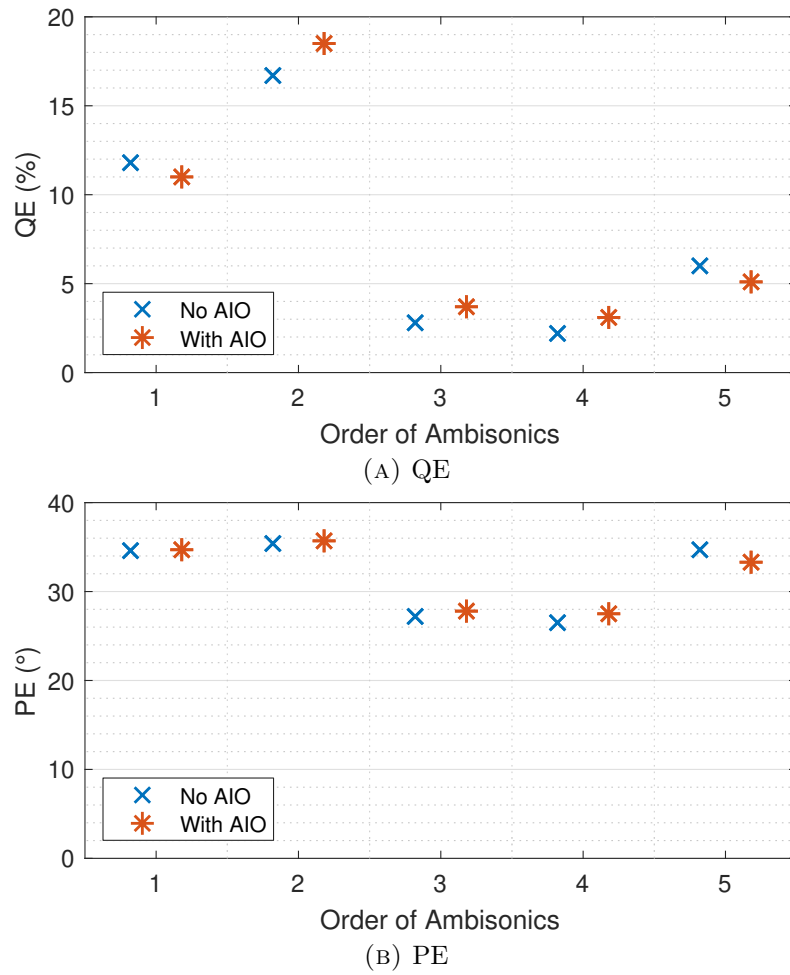 20
15
10
5
0
QE (%)
No AIO
With AIO
1 2 3 4 5
Order of Ambisonics
(A) QE
40
30
20
10
0
PE (°)
No AIO
With AIO
1 2 3 4 5
Order of Ambisonics
(B) PE